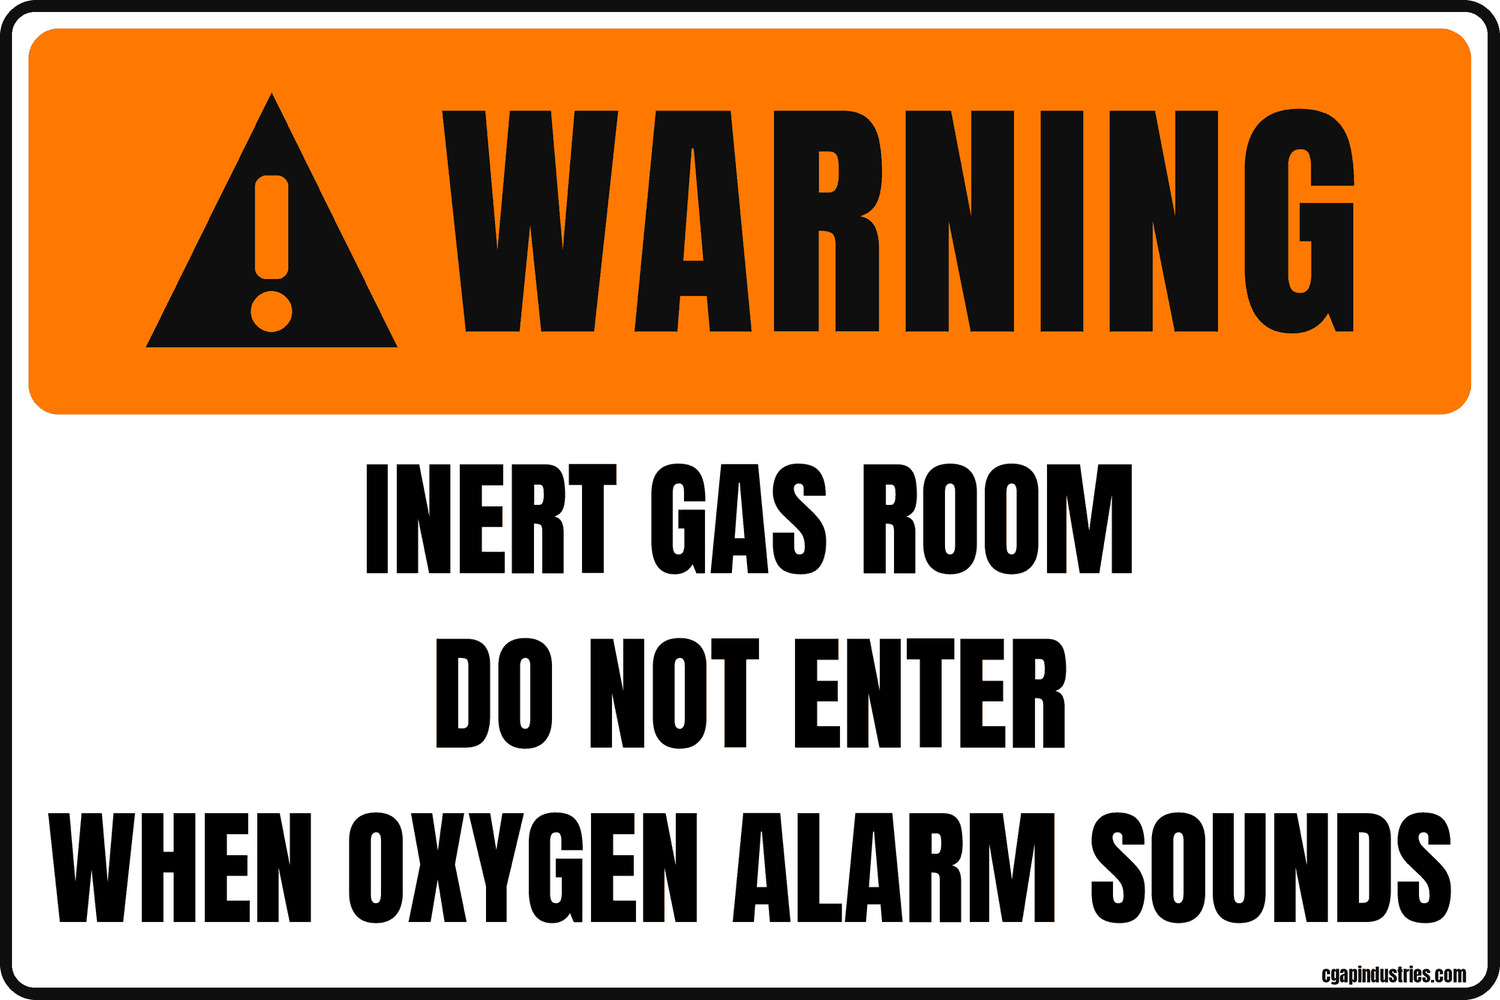 WARNING
INERT GAS ROOM
DO NOT ENTER
WHEN OXYGEN ALARM SOUNDS
cgapindustries.com